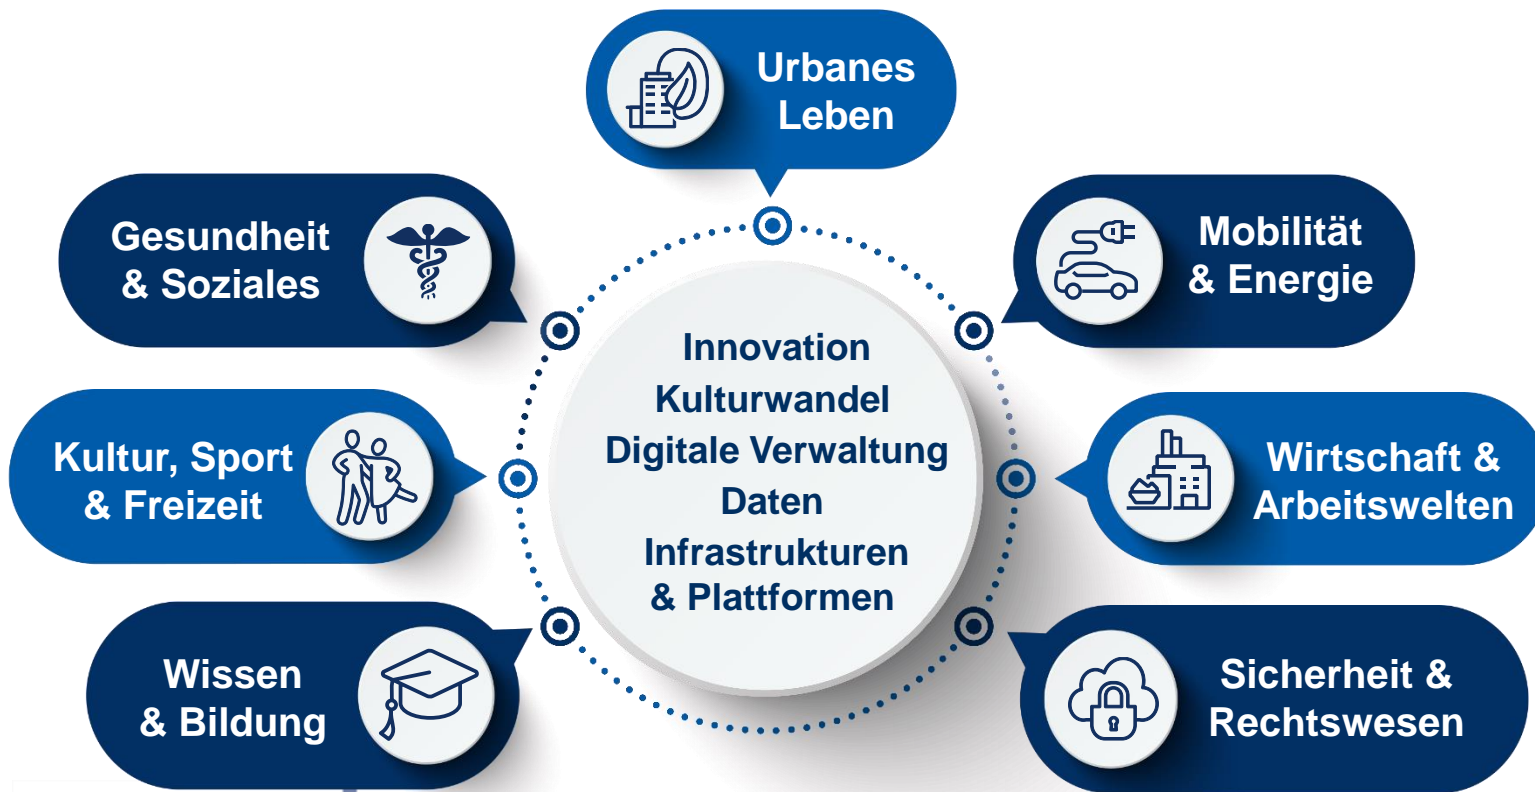 Urbanes
Leben
Gesundheit
& Soziales
Mobilität
& Energie
Innovation
Kulturwandel
Digitale Verwaltung
Daten
Infrastrukturen
& Plattformen
Kultur, Sport
& Freizeit
Wirtschaft &
Arbeitswelten
Wissen
& Bildung
Sicherheit &
Rechtswesen